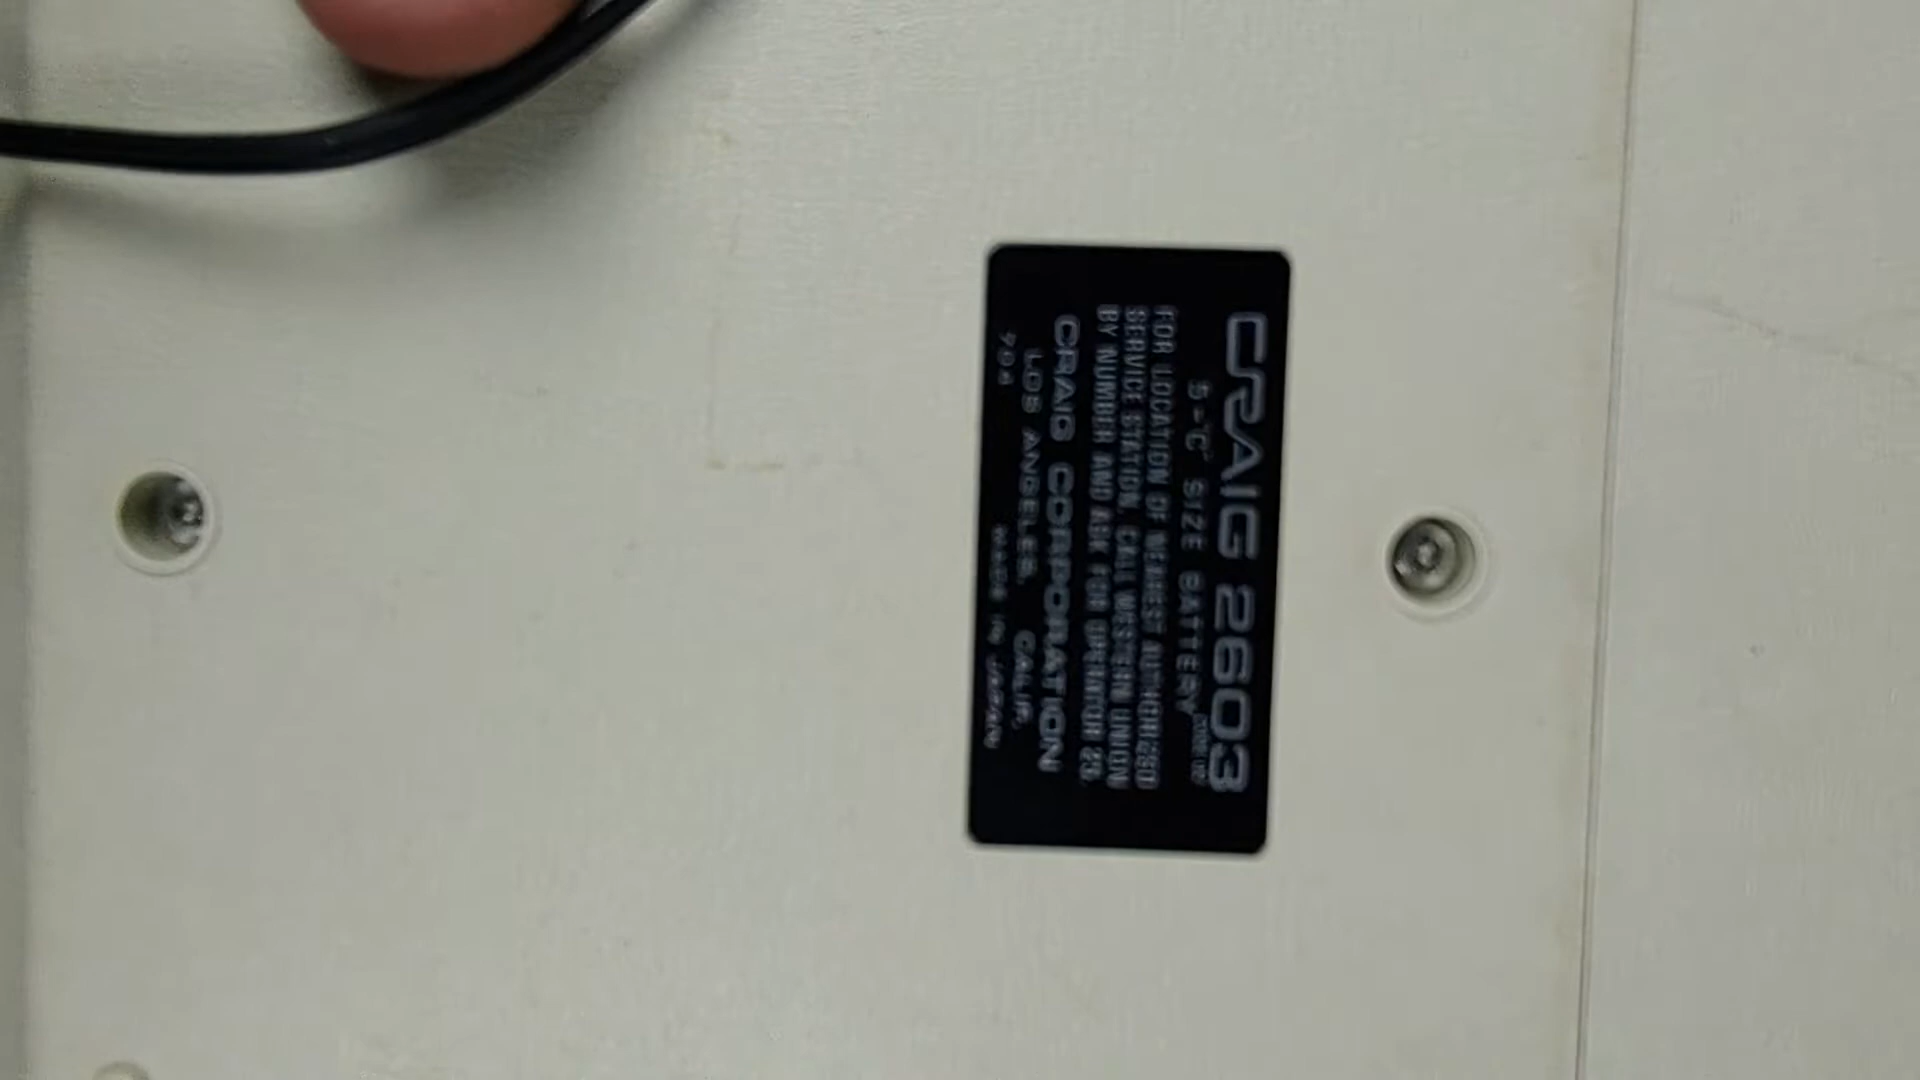 CRAIG 2603
5-"C" SIZE BATTERY
FOR LOCATION OF NEAREST AUTHORIZED
SERVICE STATION, CALL WESTERN UNION
BY NUMBER AND ASK FOR OPERATOR 25.
CRAIG CORPORATION
LOS ANGELES, CALIF.
MADE IN JAPAN